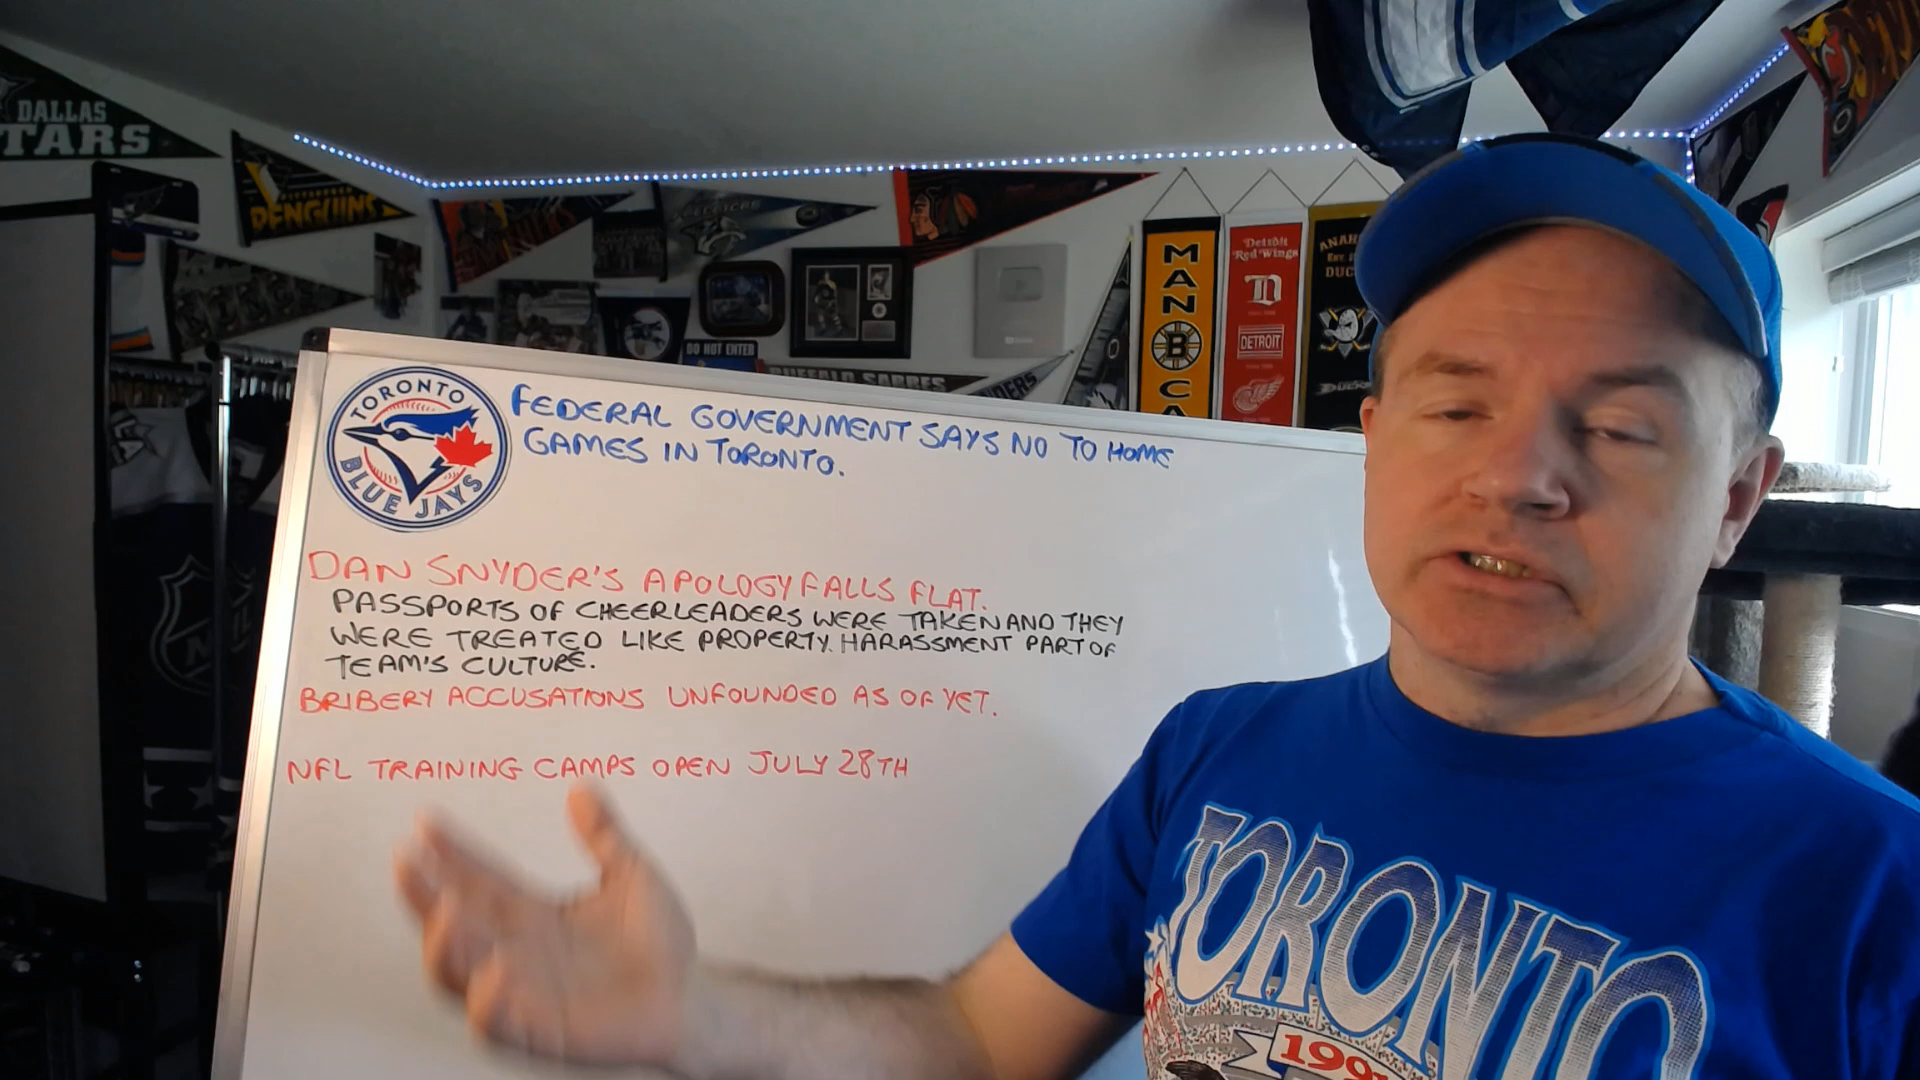 DALLAS
STARS
PENGUINS
DO NOT ENTER
BUFFALO SABRES
MAN
B
CA
Detroit
Red Wings
D
DETROIT
ANAH
DUC
TORONTO
BLUE JAYS
FEDERAL GOVERNMENT SAYS NO TO HOME
GAMES IN TORONTO.
DAN SNYDER'S APOLOGY FALLS FLAT.
PASSPORTS OF CHEERLEADERS WERE TAKEN AND THEY
WERE TREATED LIKE PROPERTY. HARASSMENT PART OF
TEAM'S CULTURE.
BRIBERY ACCUSATIONS UNFOUNDED AS OF YET.
NFL TRAINING CAMPS OPEN JULY 28TH
TORONTO